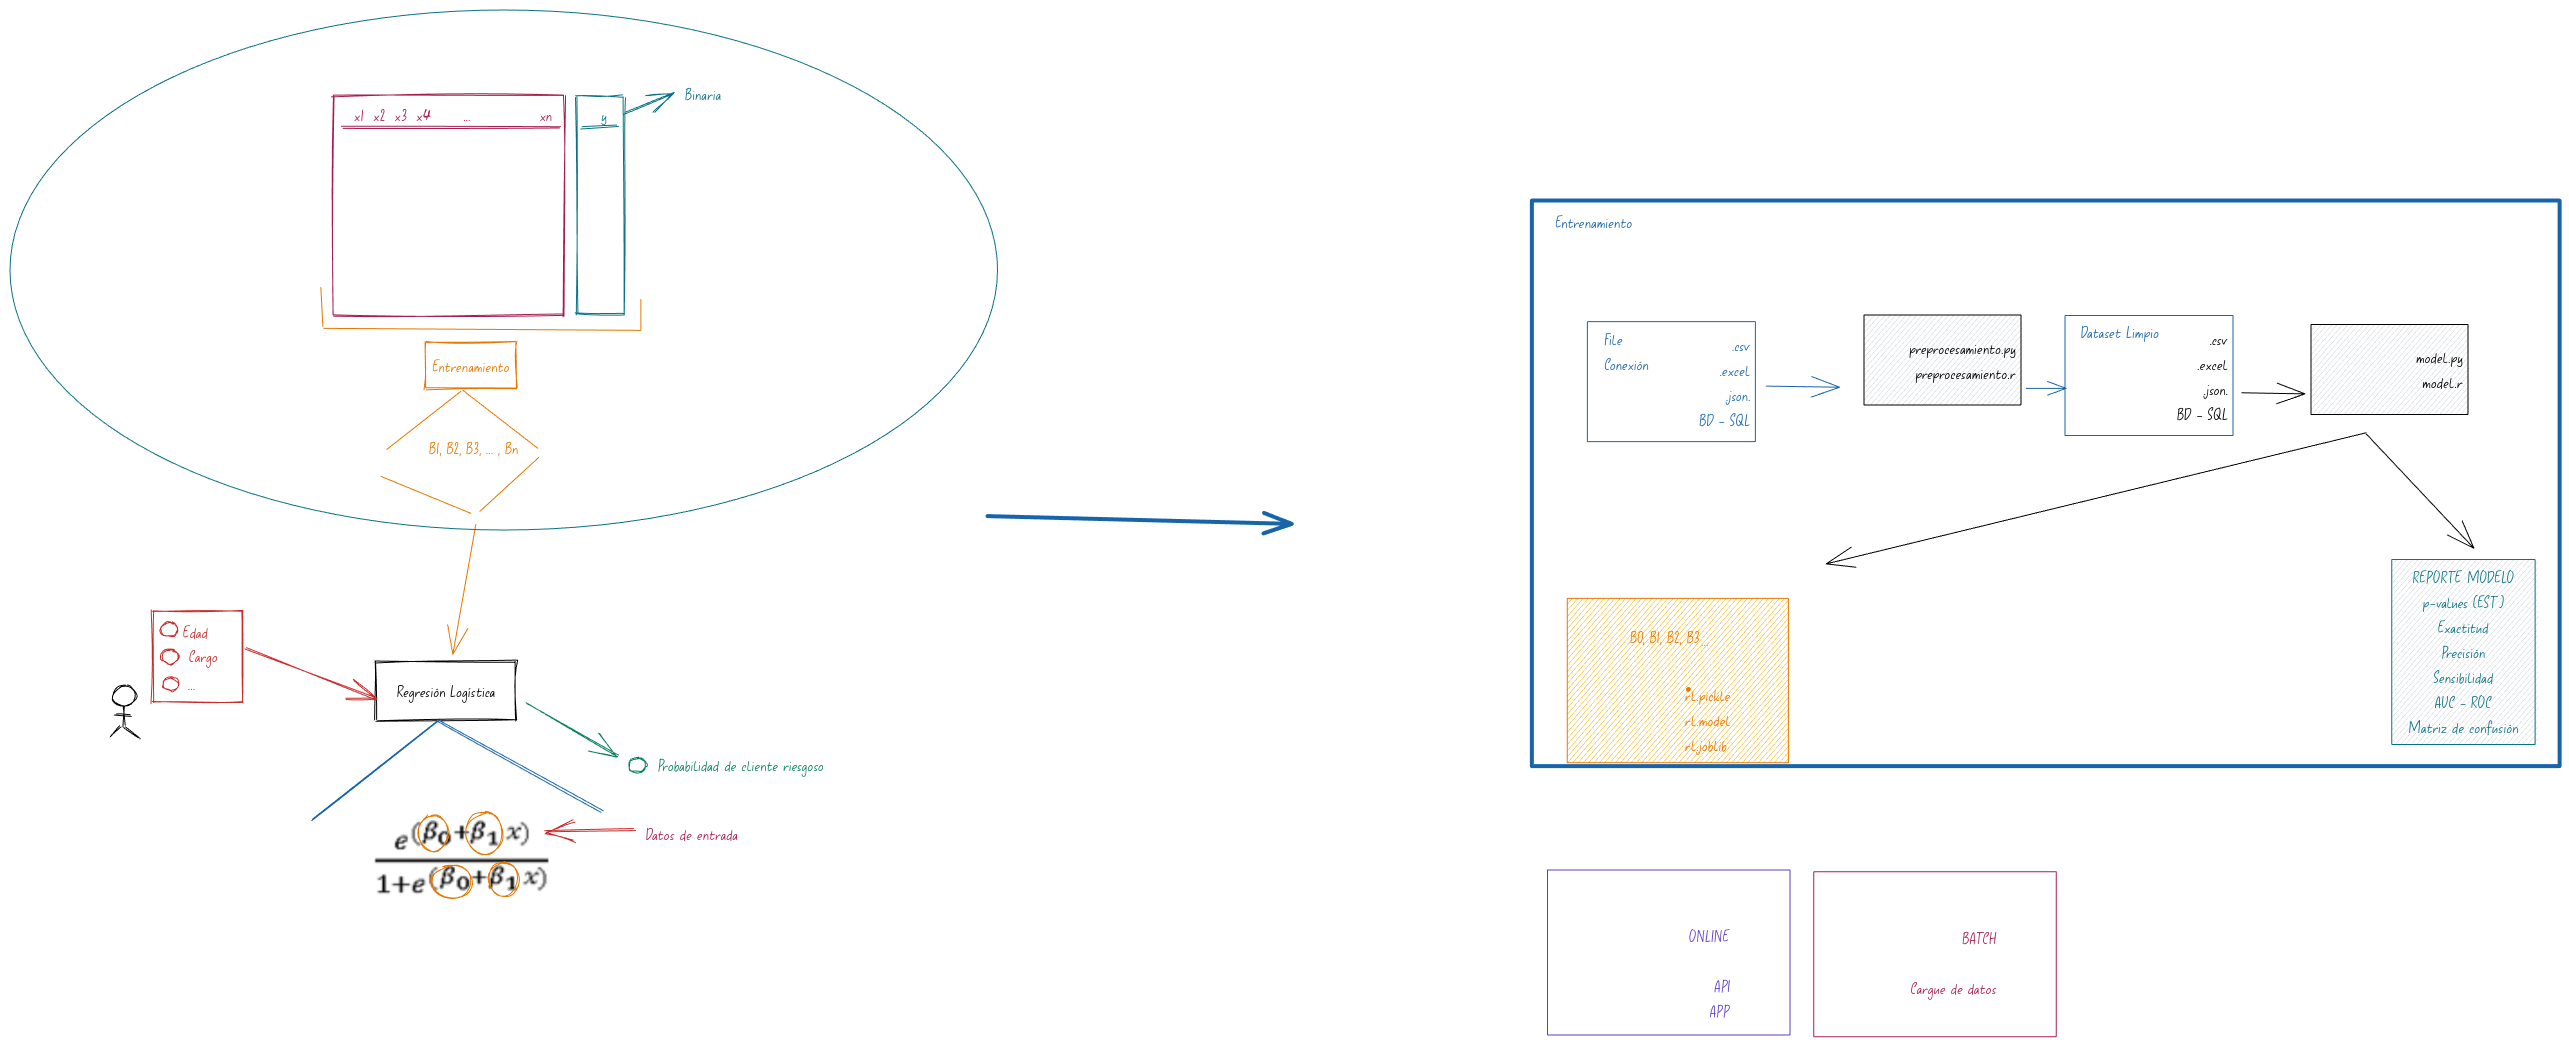 Binaria
x1 x2 x3 x4 ... xn
y
Entrenamiento
B1, B2, B3, ... , Bn
Edad
Cargo
...
Regresión Logística
Probabilidad de cliente riesgoso
e(β0+β1x)
1+e(β0+β1x)
Datos de entrada
Entrenamiento
File
Conexión
.csv
.excel
.json.
BD - SQL
preprocesamiento.py
preprocesamiento.r
Dataset Limpio
.csv
.excel
.json.
BD - SQL
model.py
model.r
B0, B1, B2, B3...
rl.pickle
rl.model
rl.joblib
REPORTE MODELO
p-values (EST)
Exactitud
Precisión
Sensibilidad
AUC - ROC
Matriz de confusión
ONLINE
API
APP
BATCH
Cargue de datos